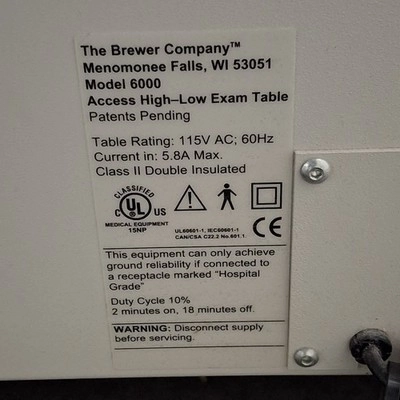 The Brewer Company™
Menomonee Falls, WI 53051
Model 6000
Access High–Low Exam Table
Patents Pending
Table Rating: 115V AC; 60Hz
Current in: 5.8A Max.
Class II Double Insulated
CLASSIFIED
C UL US
MEDICAL EQUIPMENT
15NP
UL60601-1, IEC60601-1
CAN/CSA C22.2 No.601.1.
CE
This equipment can only achieve
ground reliability if connected to
a receptacle marked "Hospital
Grade"
Duty Cycle 10%
2 minutes on, 18 minutes off.
WARNING: Disconnect supply
before servicing.